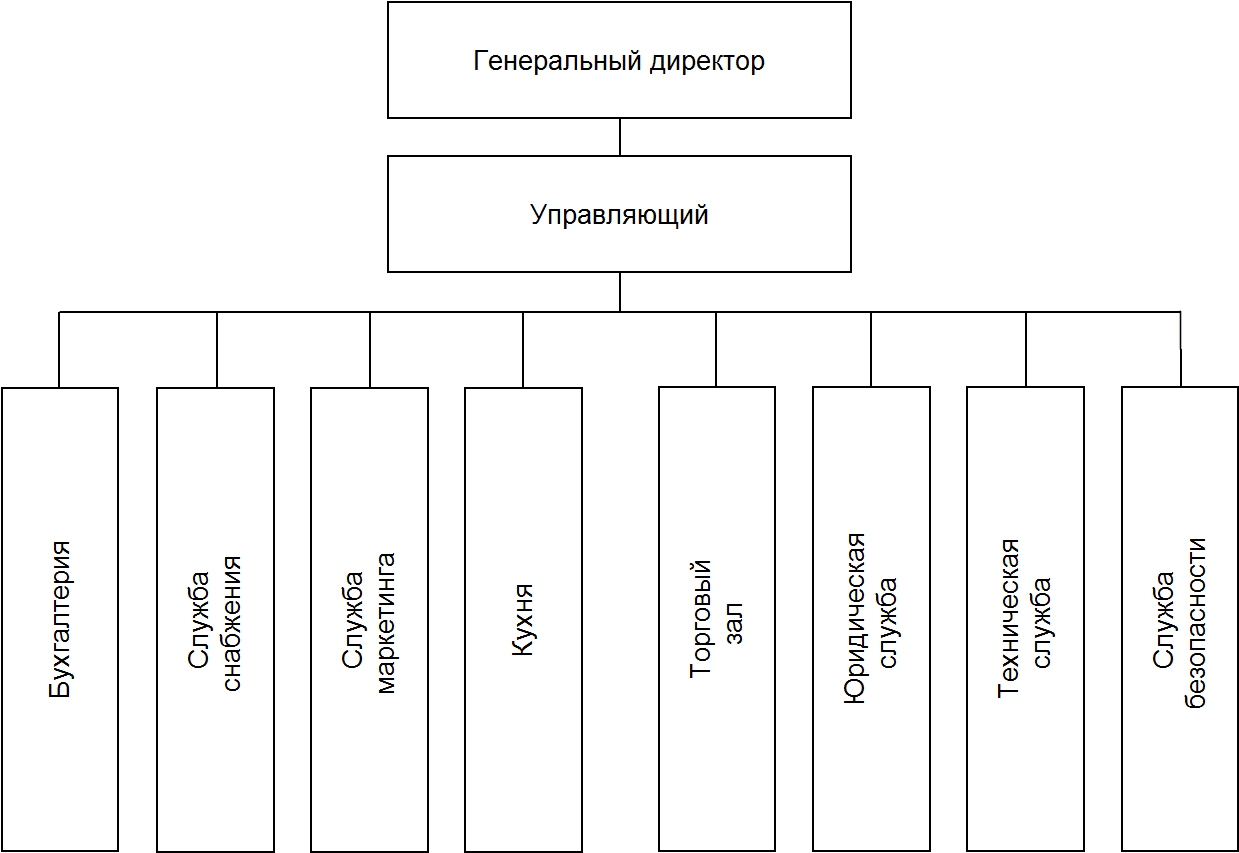 Генеральный директор
Управляющий
Бухгалтерия
Служба
снабжения
Служба
маркетинга
Кухня
Торговый
зал
Юридическая
служба
Техническая
служба
Служба
безопасности